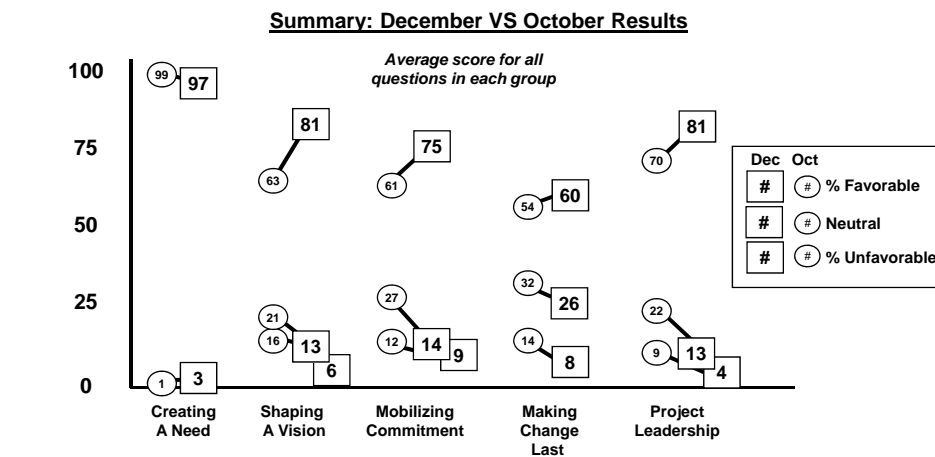 Summary: December VS October Results
Average score for all
questions in each group
100
75
50
25
0
99
97
1
3
63
81
21
16
13
6
61
75
27
12
14
9
54
60
32
26
14
8
70
81
22
9
13
4
Dec Oct
# # % Favorable
# # Neutral
# # % Unfavorable
Creating
A Need
Shaping
A Vision
Mobilizing
Commitment
Making
Change
Last
Project
Leadership